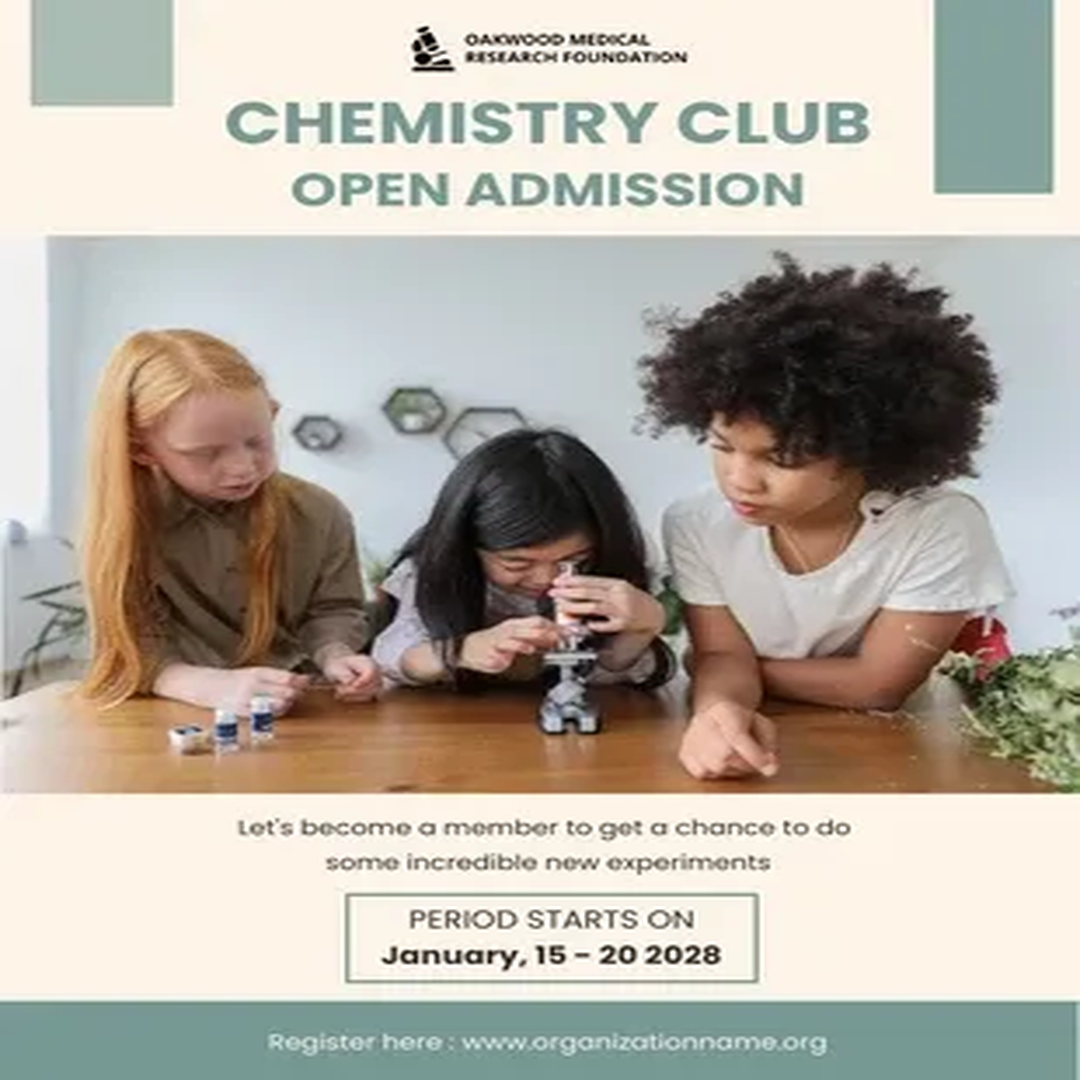 OAKWOOD MEDICAL
RESEARCH FOUNDATION
CHEMISTRY CLUB
OPEN ADMISSION
Let's become a member to get a chance to do
some incredible new experiments
PERIOD STARTS ON
January, 15 - 20 2028
Register here : www.organizationname.org